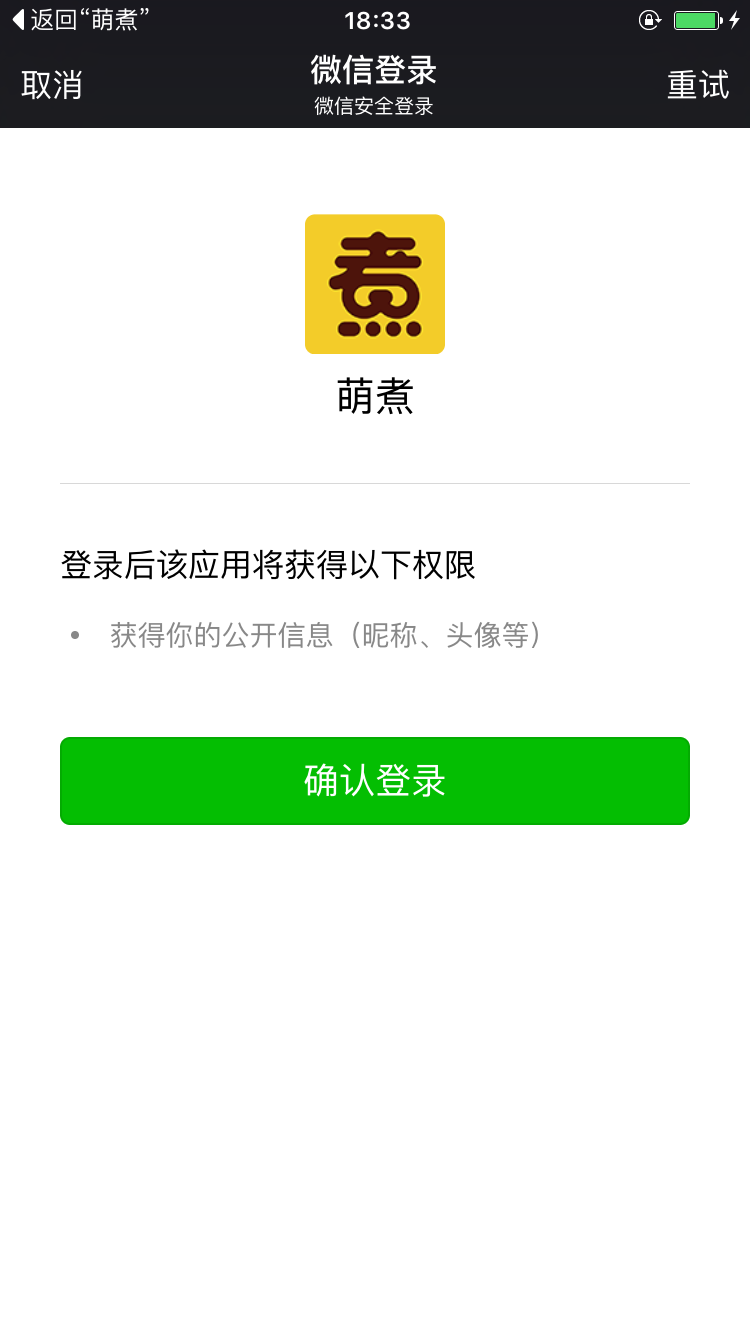 返回“萌煮”
18:33
取消
微信登录
微信安全登录
重试
煮
萌煮
登录后该应用将获得以下权限
• 获得你的公开信息（昵称、头像等）
确认登录